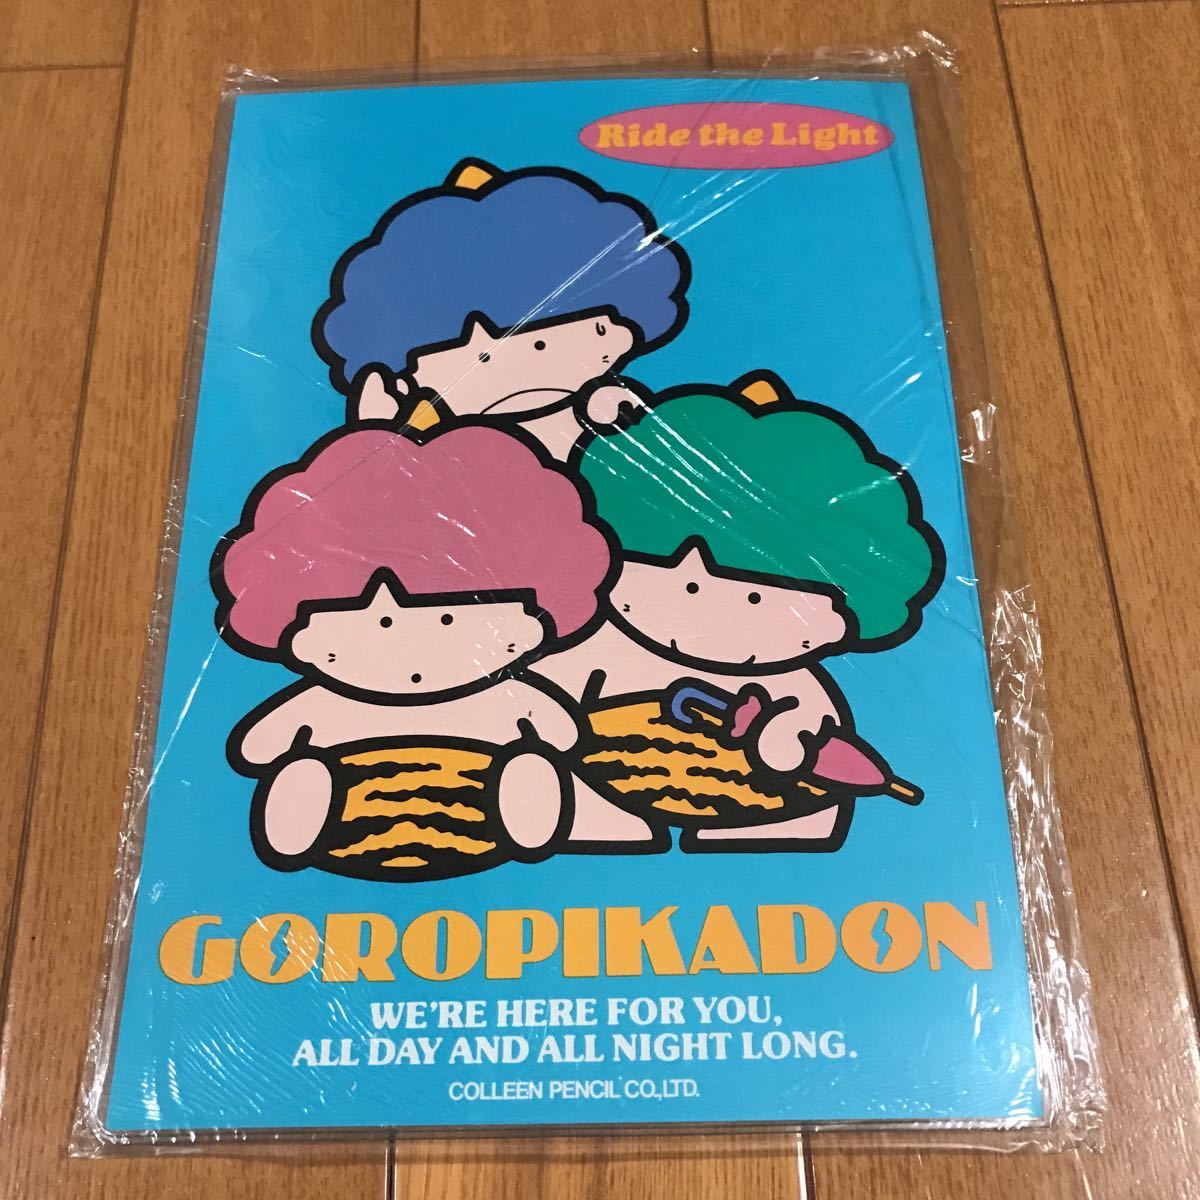 Ride the Light
GOROPIKADON
WE'RE HERE FOR YOU,
ALL DAY AND ALL NIGHT LONG.
COLLEEN PENCIL CO.,LTD.